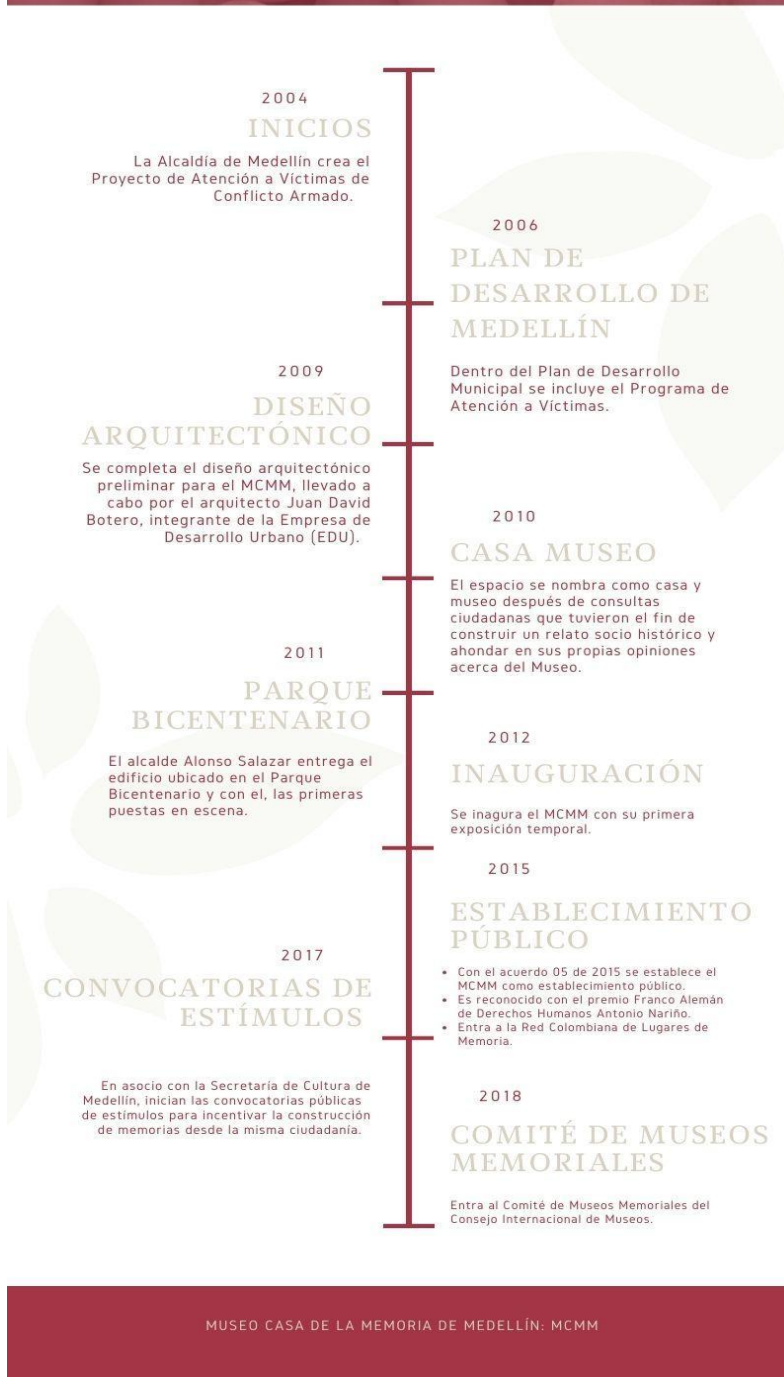 2004
INICIOS
La Alcaldía de Medellín crea el
Proyecto de Atención a Víctimas de
Conflicto Armado.
2006
PLAN DE
DESARROLLO DE
MEDELLÍN
Dentro del Plan de Desarrollo
Municipal se incluye el Programa de
Atención a Víctimas.
2009
DISEÑO
ARQUITECTÓNICO
Se completa el diseño arquitectónico
preliminar para el MCMM, llevado a
cabo por el arquitecto Juan David
Botero, integrante de la Empresa de
Desarrollo Urbano (EDU).
2010
CASA MUSEO
El espacio se nombra como casa y
museo después de consultas
ciudadanas que tuvieron el fin de
construir un relato socio histórico y
ahondar en sus propias opiniones
acerca del Museo.
2011
PARQUE
BICENTENARIO
El alcalde Alonso Salazar entrega el
edificio ubicado en el Parque
Bicentenario y con el, las primeras
puestas en escena.
2012
INAUGURACIÓN
Se inagura el MCMM con su primera
exposición temporal.
2015
ESTABLECIMIENTO
PÚBLICO
• Con el acuerdo 05 de 2015 se establece el
MCMM como establecimiento público.
• Es reconocido con el premio Franco Alemán
de Derechos Humanos Antonio Nariño.
• Entra a la Red Colombiana de Lugares de
Memoria.
2017
CONVOCATORIAS DE
ESTÍMULOS
En asocio con la Secretaría de Cultura de
Medellín, inician las convocatorias públicas
de estímulos para incentivar la construcción
de memorias desde la misma ciudadanía.
2018
COMITÉ DE MUSEOS
MEMORIALES
Entra al Comité de Museos Memoriales del
Consejo Internacional de Museos.
MUSEO CASA DE LA MEMORIA DE MEDELLÍN: MCMM